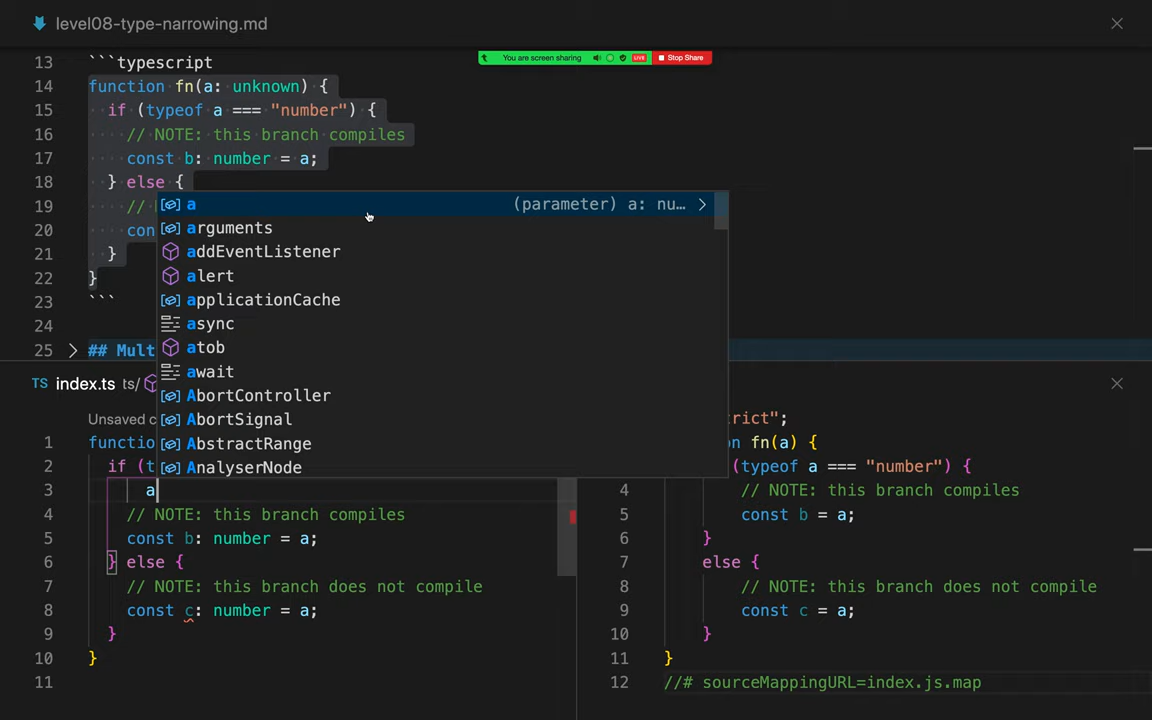 level08-type-narrowing.md
You are screen sharing LIVE Stop Share
13 ```typescript
14 function fn(a: unknown) {
15 if (typeof a === "number") {
16 // NOTE: this branch compiles
17 const b: number = a;
18 } else {
19 //
20 con
21 }
22 }
23 ```
24
25 ## Mult
a (parameter) a: nu…
arguments
addEventListener
alert
applicationCache
async
atob
await
AbortController
AbortSignal
AbstractRange
AnalyserNode
TS index.ts ts/
Unsaved c
1 functio
2 if (t
3 a
4 // NOTE: this branch compiles
5 const b: number = a;
6 } else {
7 // NOTE: this branch does not compile
8 const c: number = a;
9 }
10 }
11
rict";
n fn(a) {
(typeof a === "number") {
4 // NOTE: this branch compiles
5 const b = a;
6 }
7 else {
8 // NOTE: this branch does not compile
9 const c = a;
10 }
11 }
12 //# sourceMappingURL=index.js.map